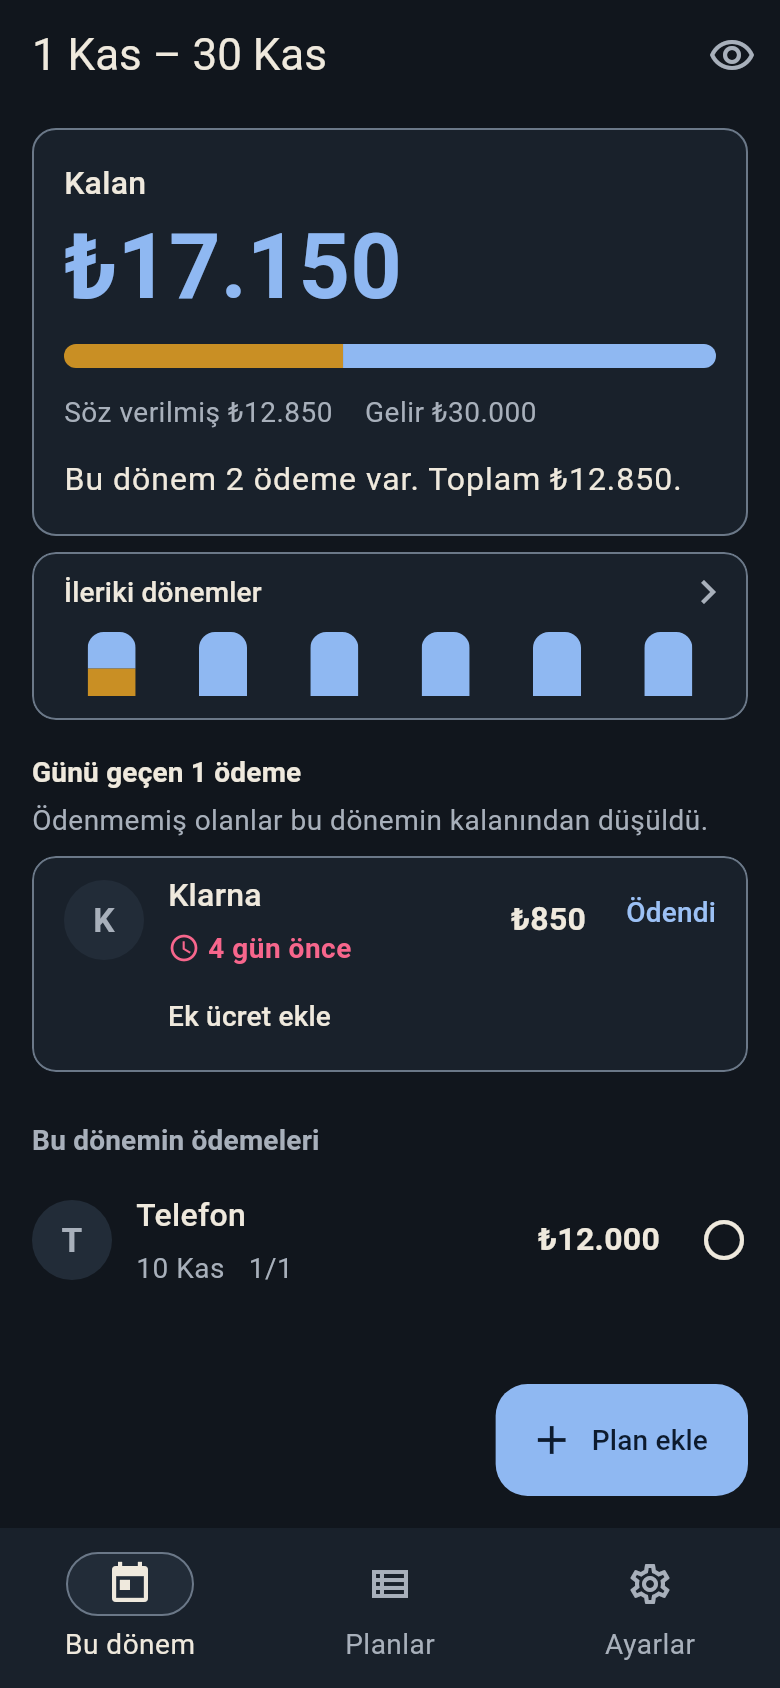 1 Kas – 30 Kas
Kalan
₺17.150
Söz verilmiş ₺12.850 Gelir ₺30.000
Bu dönem 2 ödeme var. Toplam ₺12.850.
İleriki dönemler
Günü geçen 1 ödeme
Ödenmemiş olanlar bu dönemin kalanından düşüldü.
K
Klarna
₺850
Ödendi
4 gün önce
Ek ücret ekle
Bu dönemin ödemeleri
T
Telefon
₺12.000
10 Kas 1/1
Plan ekle
Bu dönem
Planlar
Ayarlar